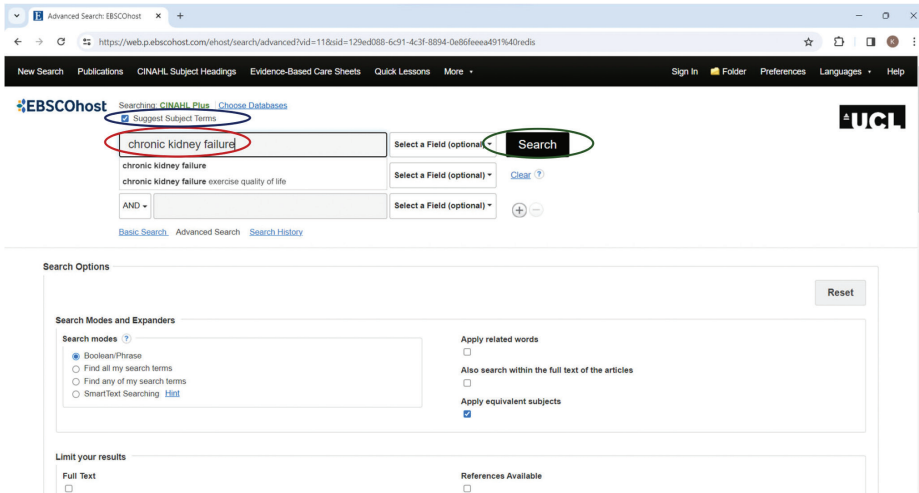 Advanced Search: EBSCOhost
https://web.p.ebscohost.com/ehost/search/advanced?vid=11&sid=129ed088-6c91-4c3f-8894-0e86feeea491%40redis
K
New Search Publications CINAHL Subject Headings Evidence-Based Care Sheets Quick Lessons More Sign In Folder Preferences Languages Help
EBSCOhost Searching: CINAHL Plus Choose Databases
Suggest Subject Terms
UCL
chronic kidney failure Select a Field (optional) Search
chronic kidney failure
chronic kidney failure exercise quality of life
Select a Field (optional) Clear ?
AND Select a Field (optional)
Basic Search Advanced Search Search History
Search Options
Reset
Search Modes and Expanders
Search modes ?
Boolean/Phrase
Find all my search terms
Find any of my search terms
SmartText Searching Hint
Apply related words
Also search within the full text of the articles
Apply equivalent subjects
Limit your results
Full Text
References Available